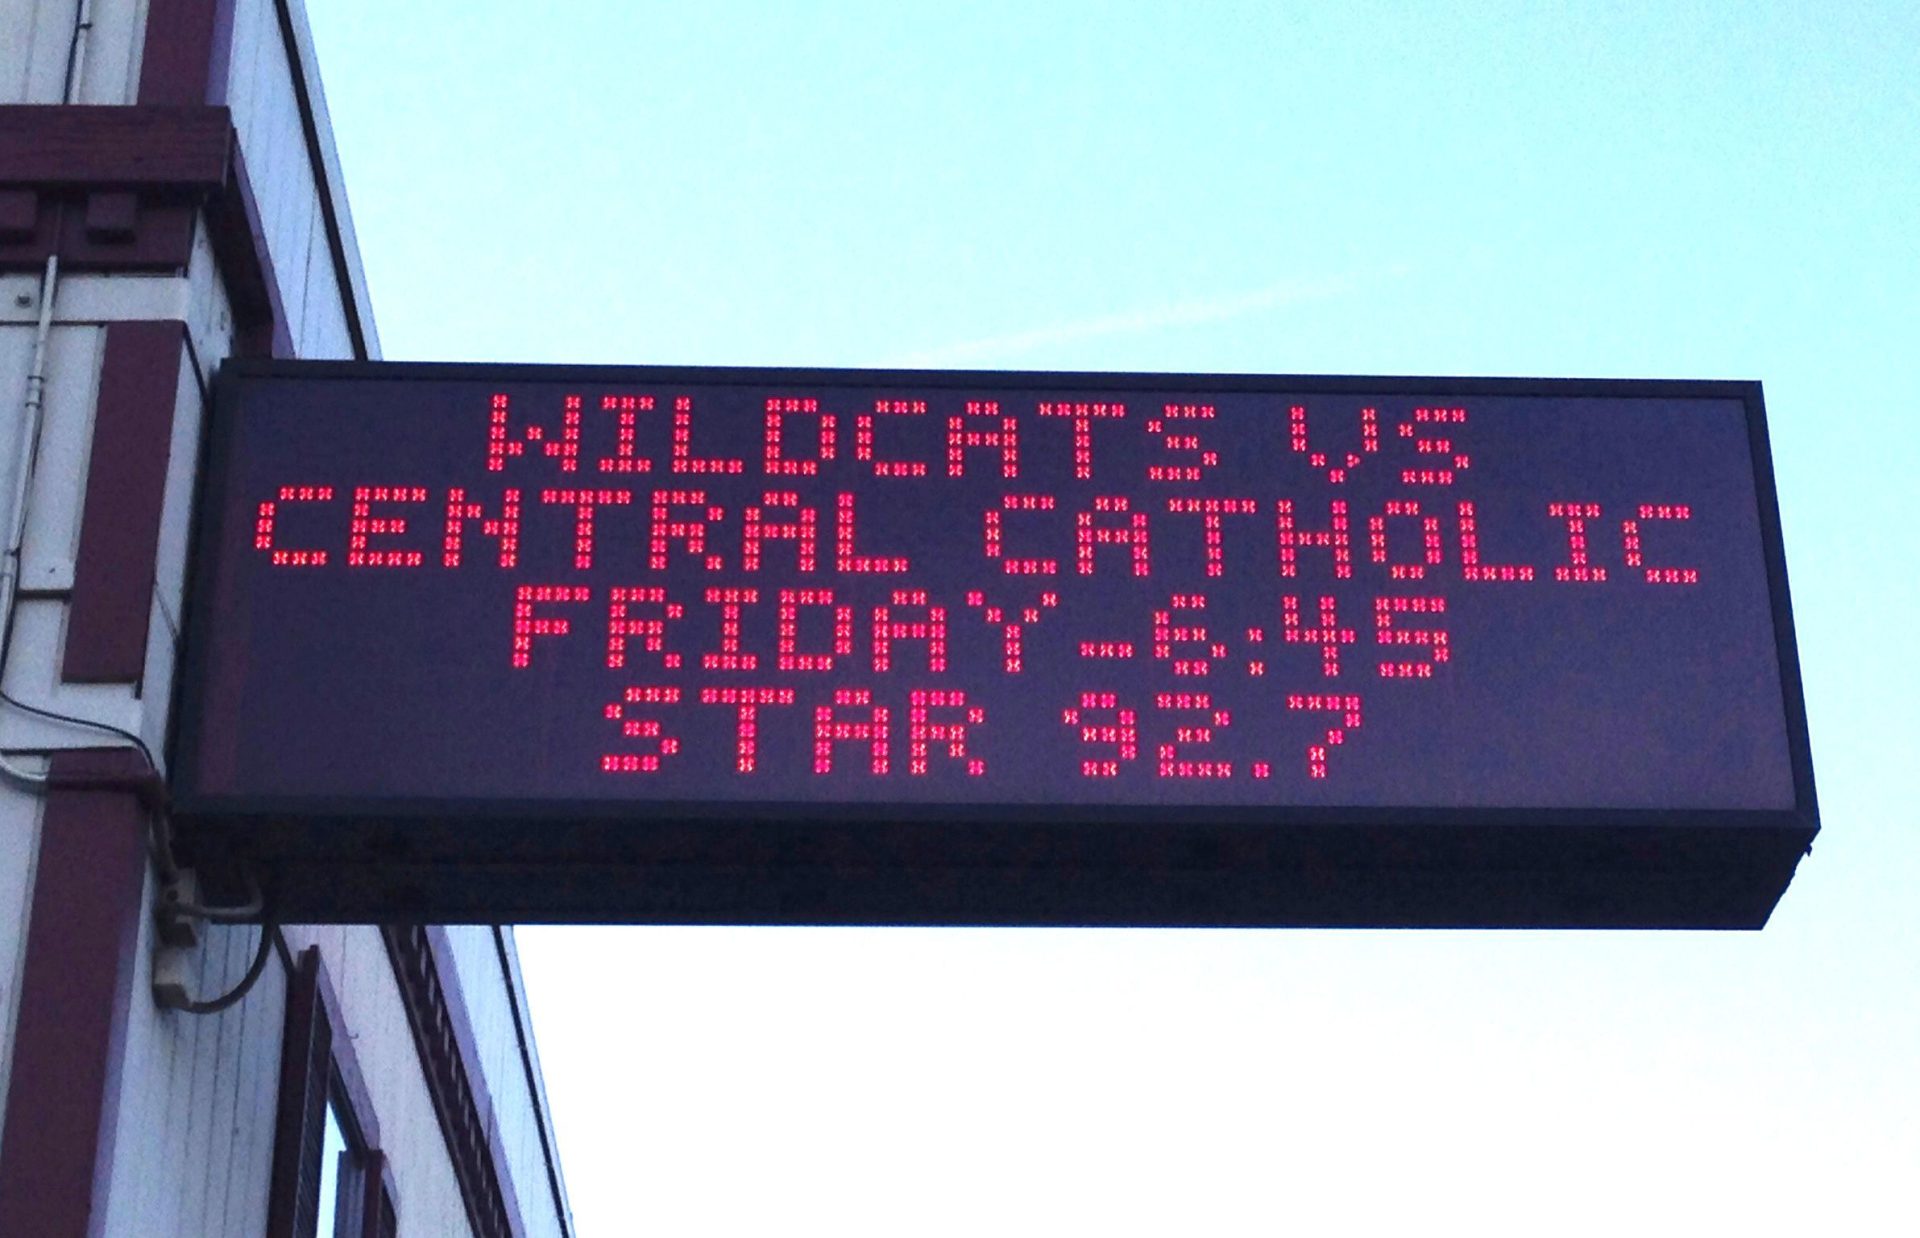 WILDCATS VS
CENTRAL CATHOLIC
FRIDAY-6:45
STAR 92.7